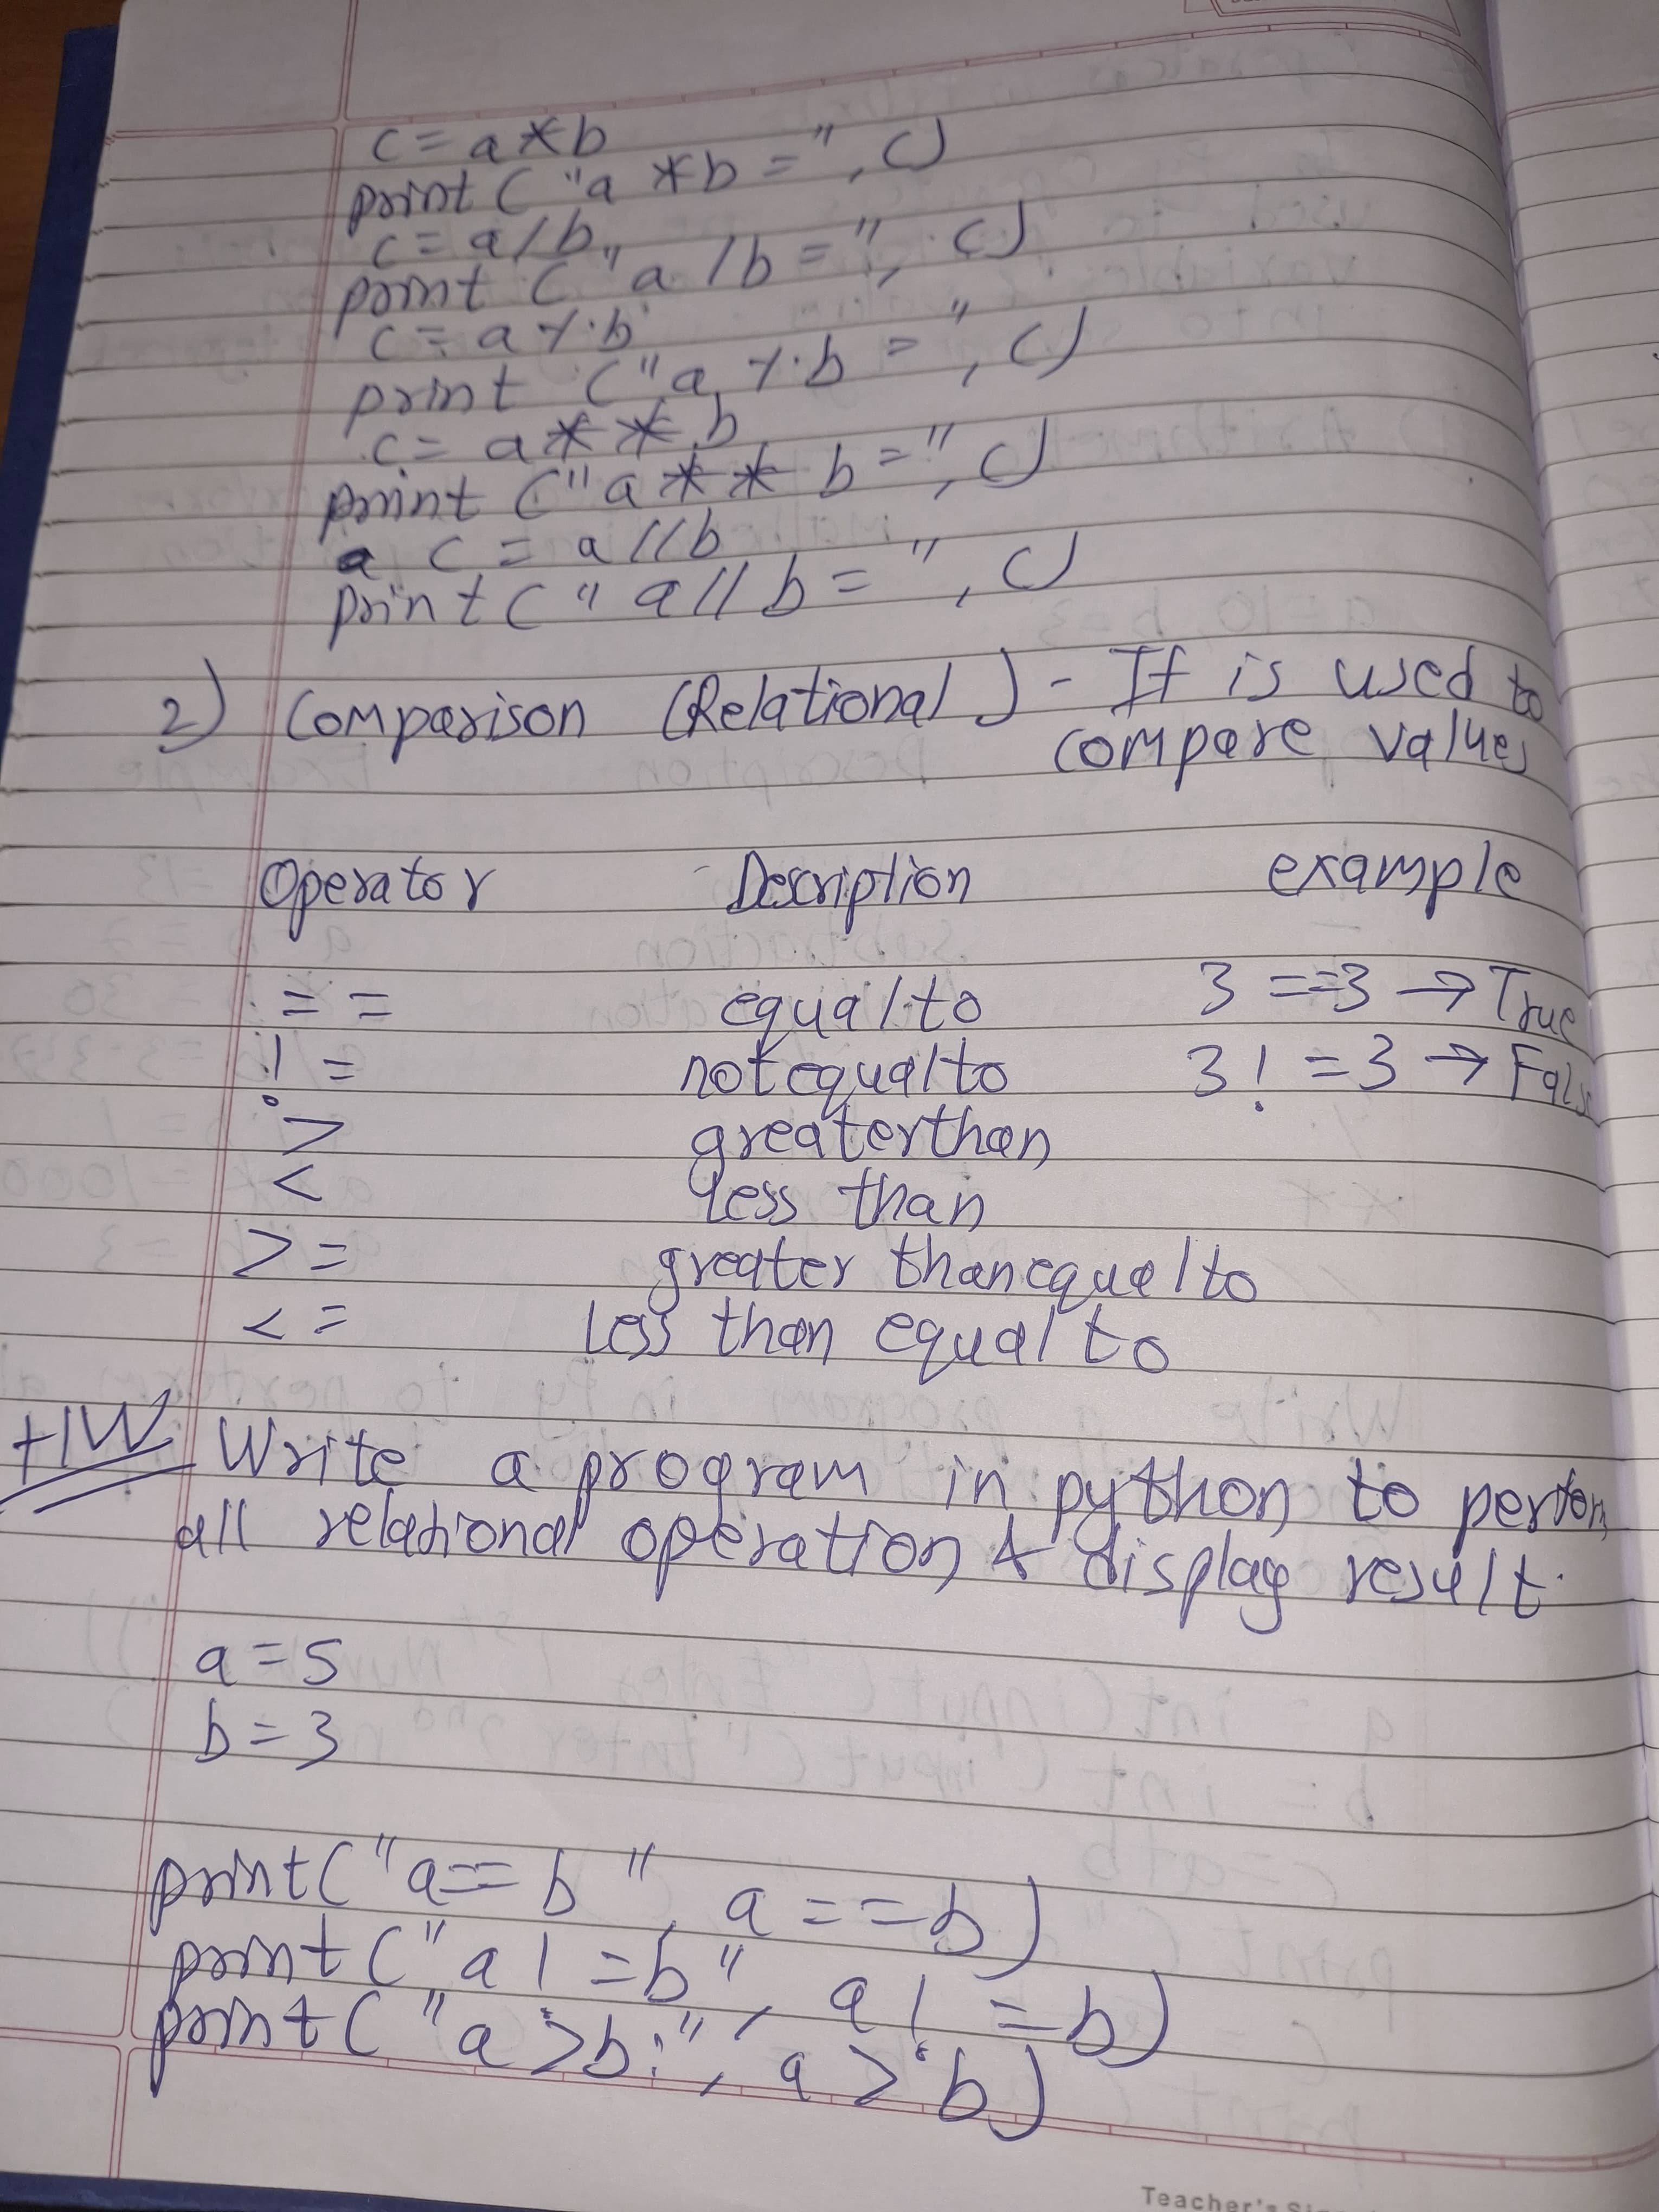 c = a * b
print ( "a * b = ", c)
c = a / b
print ( "a / b = ", c)
c = a % b
print ( "a % b = ", c)
c = a * * b
print ( "a * * b = ", c)
c = a // b
print ( " a // b = ", c)
2) Comparison (Relational) - It is used to
compare values
Operator Description example
= = equal to 3 == 3 → True
! = not equal to 3 ! = 3 → False
> greater than
< less than
> = greater than equal to
< = Less than equal to
HW Write a program in python to perform
all relational operation & display result.
a = 5
b = 3
print ( "a == b ", a == b)
print ( " a ! = b ", a ! = b)
print ( " a > b : ", a > b)
Teacher's